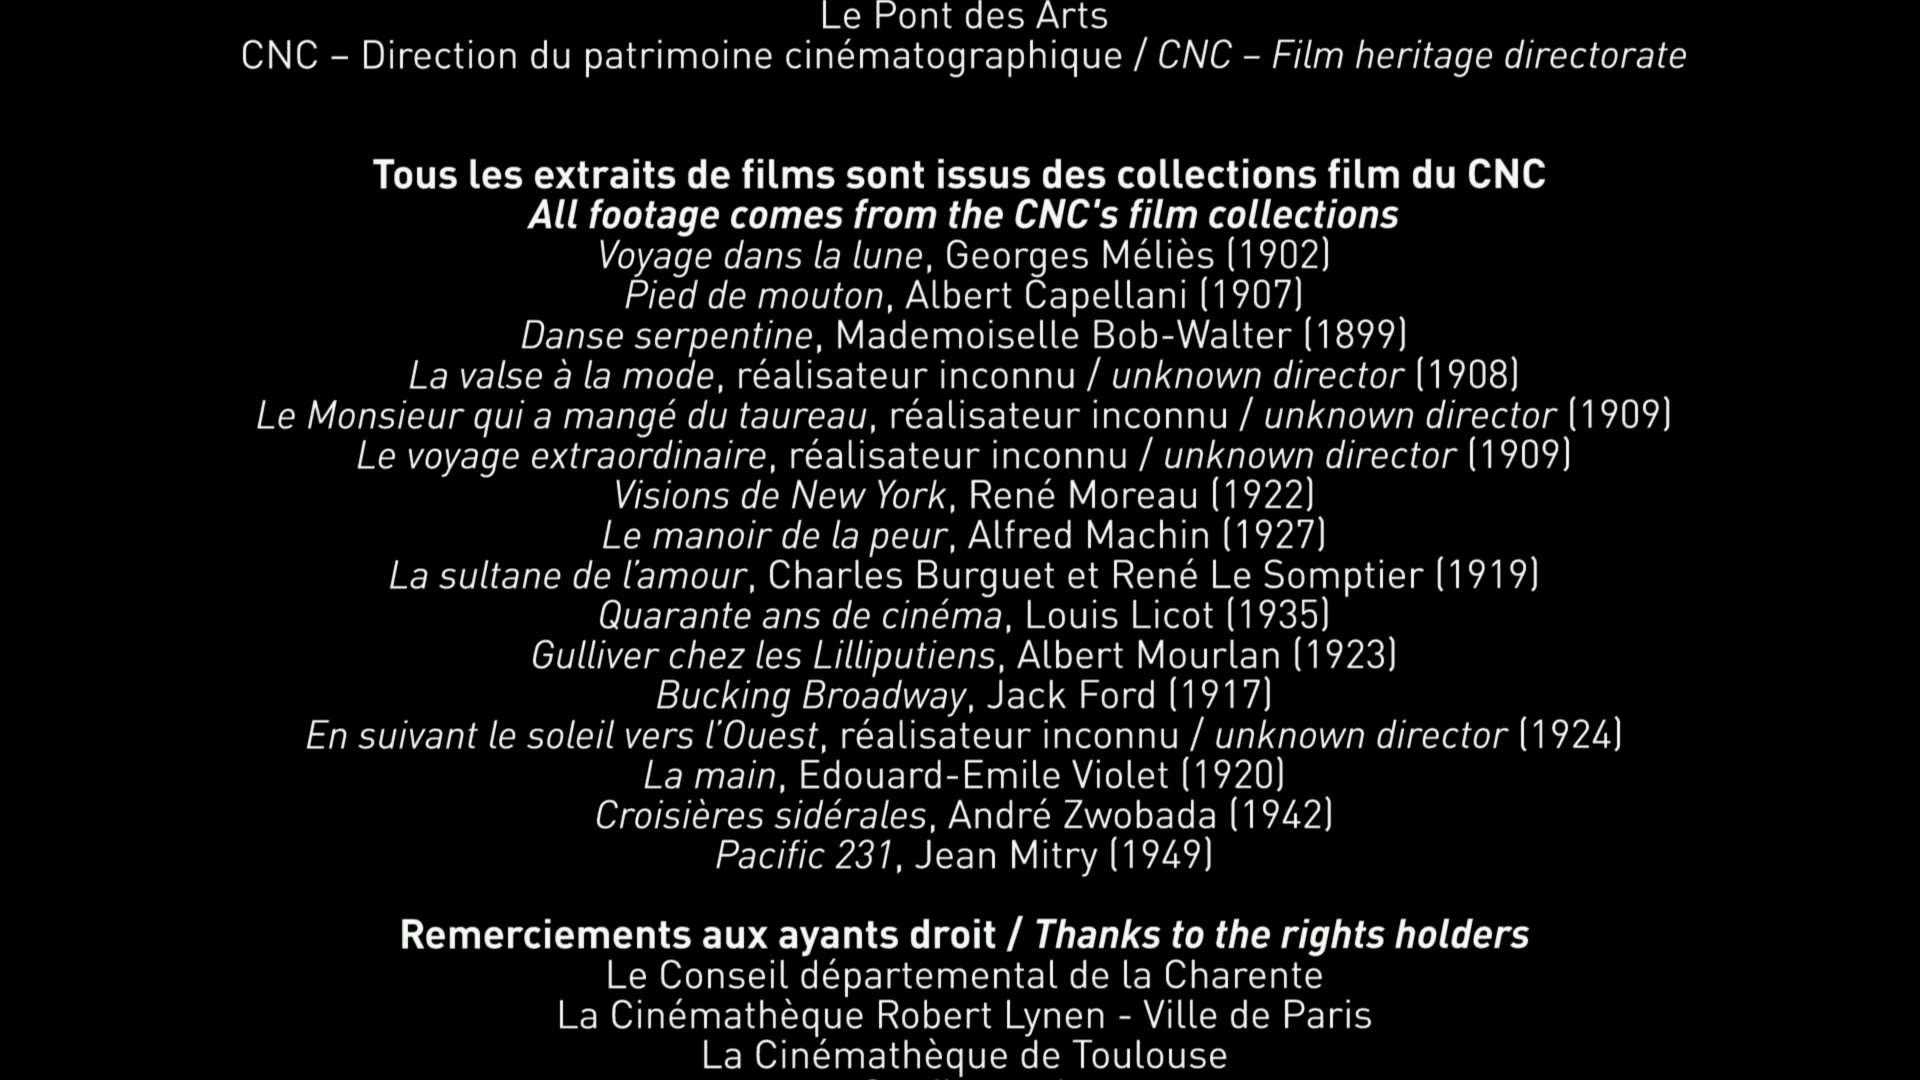 Le Pont des Arts
CNC – Direction du patrimoine cinématographique / CNC – Film heritage directorate
Tous les extraits de films sont issus des collections film du CNC
All footage comes from the CNC's film collections
Voyage dans la lune, Georges Méliès (1902)
Pied de mouton, Albert Capellani (1907)
Danse serpentine, Mademoiselle Bob-Walter (1899)
La valse à la mode, réalisateur inconnu / unknown director (1908)
Le Monsieur qui a mangé du taureau, réalisateur inconnu / unknown director (1909)
Le voyage extraordinaire, réalisateur inconnu / unknown director (1909)
Visions de New York, René Moreau (1922)
Le manoir de la peur, Alfred Machin (1927)
La sultane de l’amour, Charles Burguet et René Le Somptier (1919)
Quarante ans de cinéma, Louis Licot (1935)
Gulliver chez les Lilliputiens, Albert Mourlan (1923)
Bucking Broadway, Jack Ford (1917)
En suivant le soleil vers l’Ouest, réalisateur inconnu / unknown director (1924)
La main, Edouard-Emile Violet (1920)
Croisières sidérales, André Zwobada (1942)
Pacific 231, Jean Mitry (1949)
Remerciements aux ayants droit / Thanks to the rights holders
Le Conseil départemental de la Charente
La Cinémathèque Robert Lynen - Ville de Paris
La Cinémathèque de Toulouse